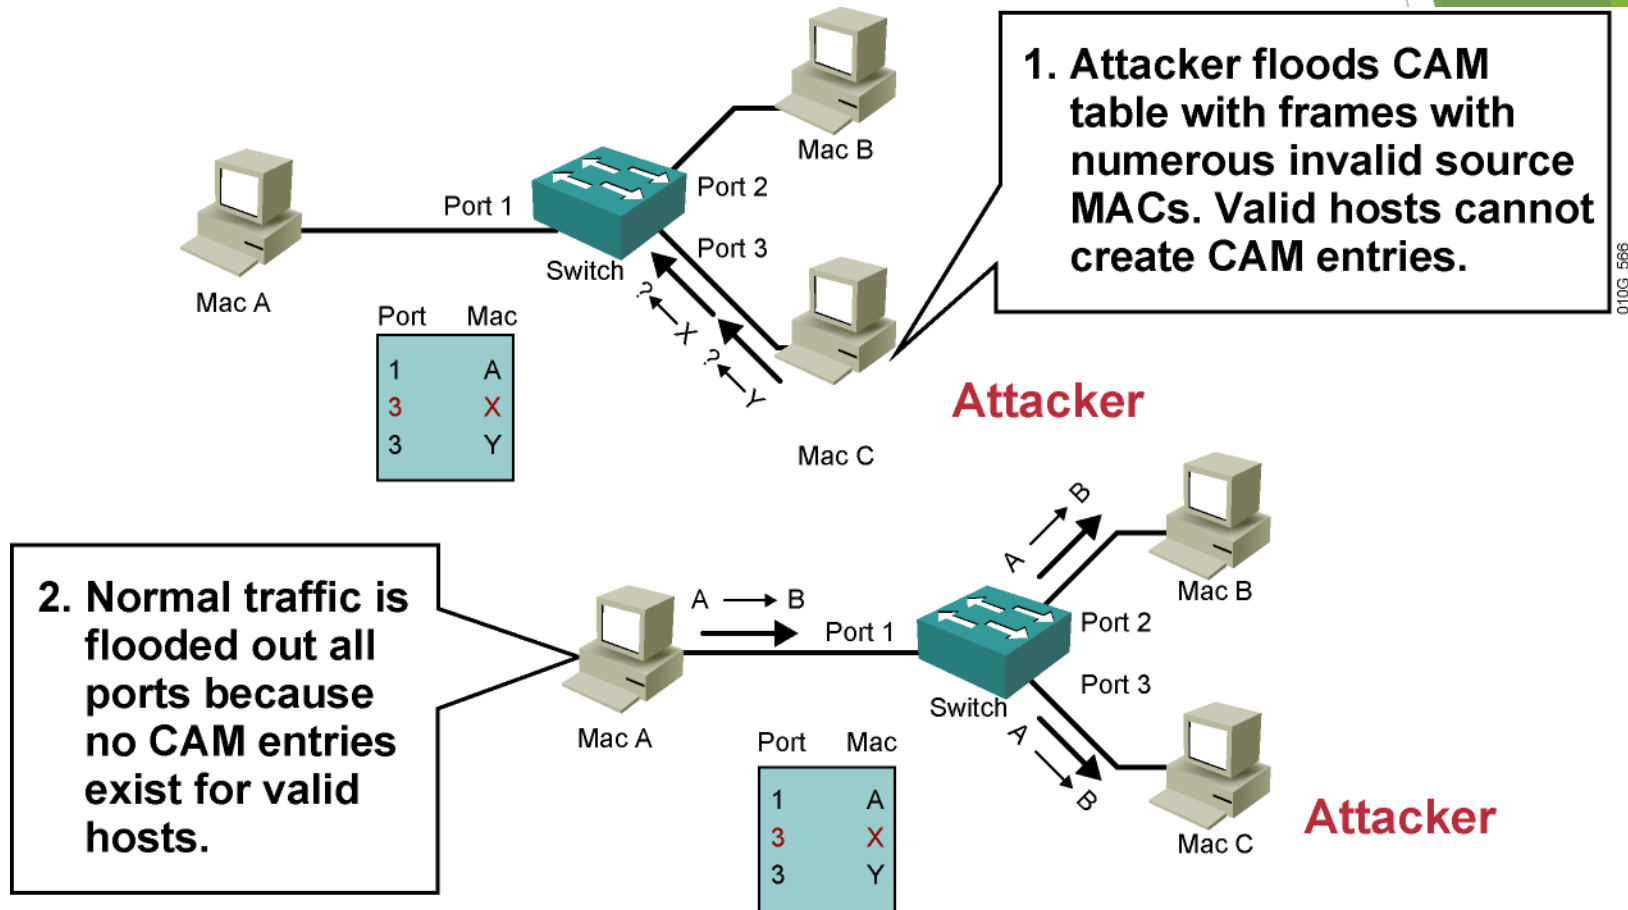 1. Attacker floods CAM
table with frames with
numerous invalid source
MACs. Valid hosts cannot
create CAM entries.
010G_566
Mac B
Port 2
Port 1
Port 3
Switch
Mac A
? ← X
? ← Y
Port Mac
1 A
3 X
3 Y
Attacker
Mac C
2. Normal traffic is
flooded out all
ports because
no CAM entries
exist for valid
hosts.
A → B
A → B
Mac B
Port 1
Port 2
Port 3
Switch
Mac A
A → B
Port Mac
1 A
3 X
3 Y
Attacker
Mac C